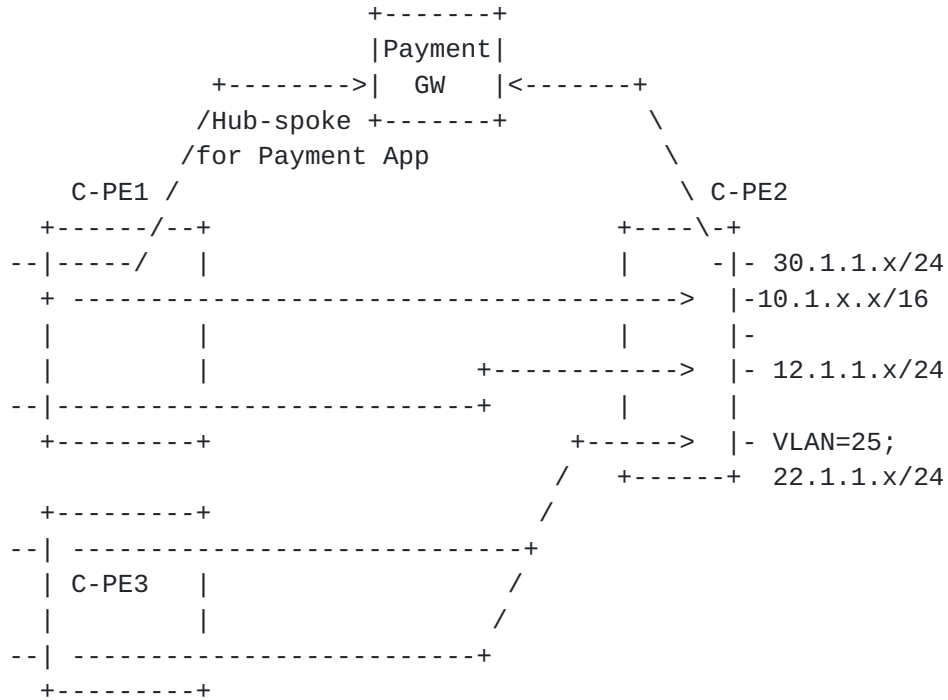 Payment
GW
Hub-spoke
for Payment App
C-PE1
C-PE2
30.1.1.x/24
10.1.x.x/16
12.1.1.x/24
VLAN=25;
22.1.1.x/24
C-PE3